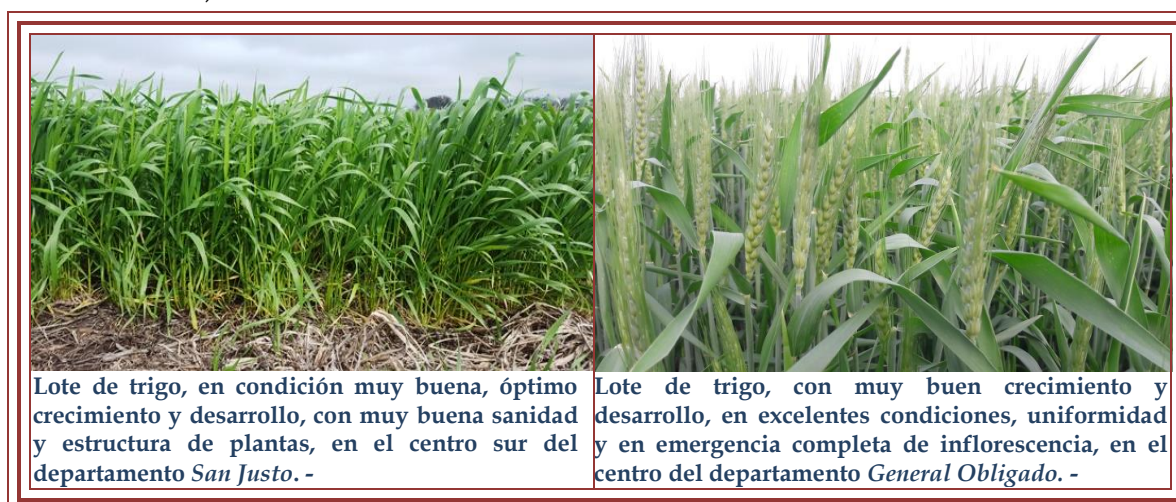 Lote de trigo, en condición muy buena, óptimo
crecimiento y desarrollo, con muy buena sanidad
y estructura de plantas, en el centro sur del
departamento San Justo. -
Lote de trigo, con muy buen crecimiento y
desarrollo, en excelentes condiciones, uniformidad
y en emergencia completa de inflorescencia, en el
centro del departamento General Obligado. -